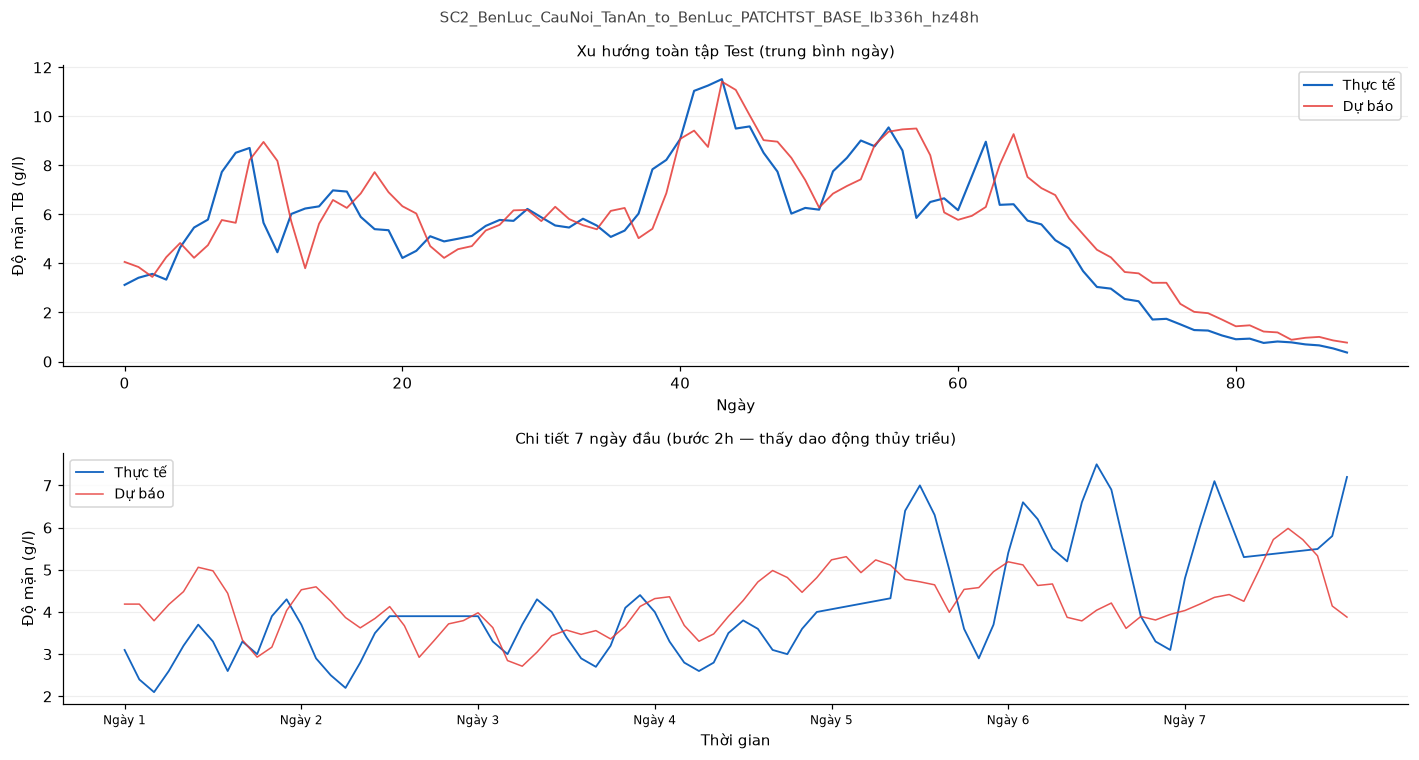 SC2_BenLuc_CauNoi_TanAn_to_BenLuc_PATCHTST_BASE_lb336h_hz48h
Xu hướng toàn tập Test (trung bình ngày)
Độ mặn TB (g/l)
12
10
8
6
4
2
0
Thực tế
Dự báo
0 20 40 60 80
Ngày
Chi tiết 7 ngày đầu (bước 2h — thấy dao động thủy triều)
Độ mặn (g/l)
7
6
5
4
3
2
Thực tế
Dự báo
Ngày 1 Ngày 2 Ngày 3 Ngày 4 Ngày 5 Ngày 6 Ngày 7
Thời gian